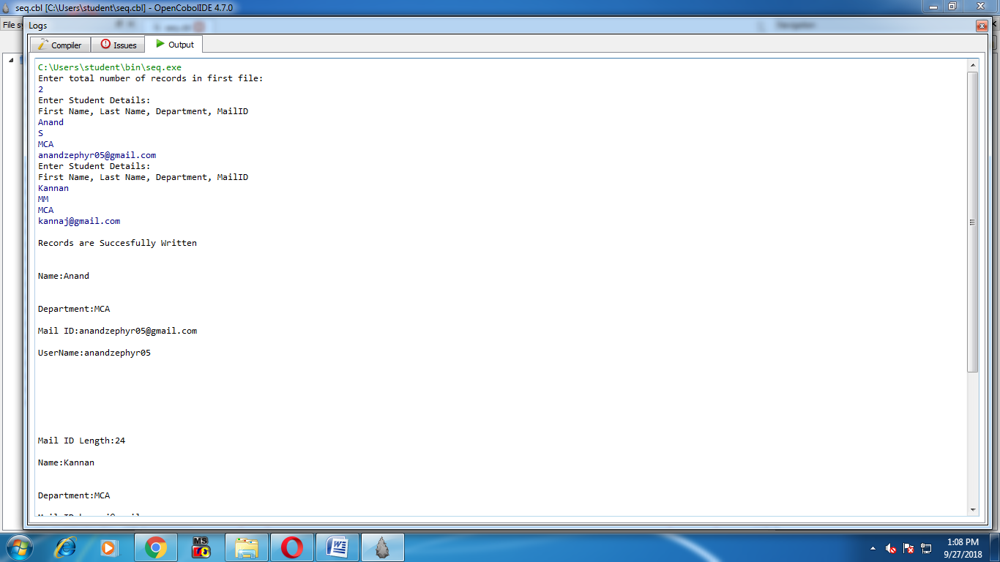 seq.cbl [C:\Users\student\seq.cbl] - OpenCobolIDE 4.7.0
Logs
Compiler
Issues
Output
C:\Users\student\bin\seq.exe
Enter total number of records in first file:
2
Enter Student Details:
First Name, Last Name, Department, MailID
Anand
S
MCA
anandzephyr05@gmail.com
Enter Student Details:
First Name, Last Name, Department, MailID
Kannan
MM
MCA
kannaj@gmail.com
Records are Succesfully Written
Name:Anand
Department:MCA
Mail ID:anandzephyr05@gmail.com
UserName:anandzephyr05
Mail ID Length:24
Name:Kannan
Department:MCA
1:08 PM
9/27/2018